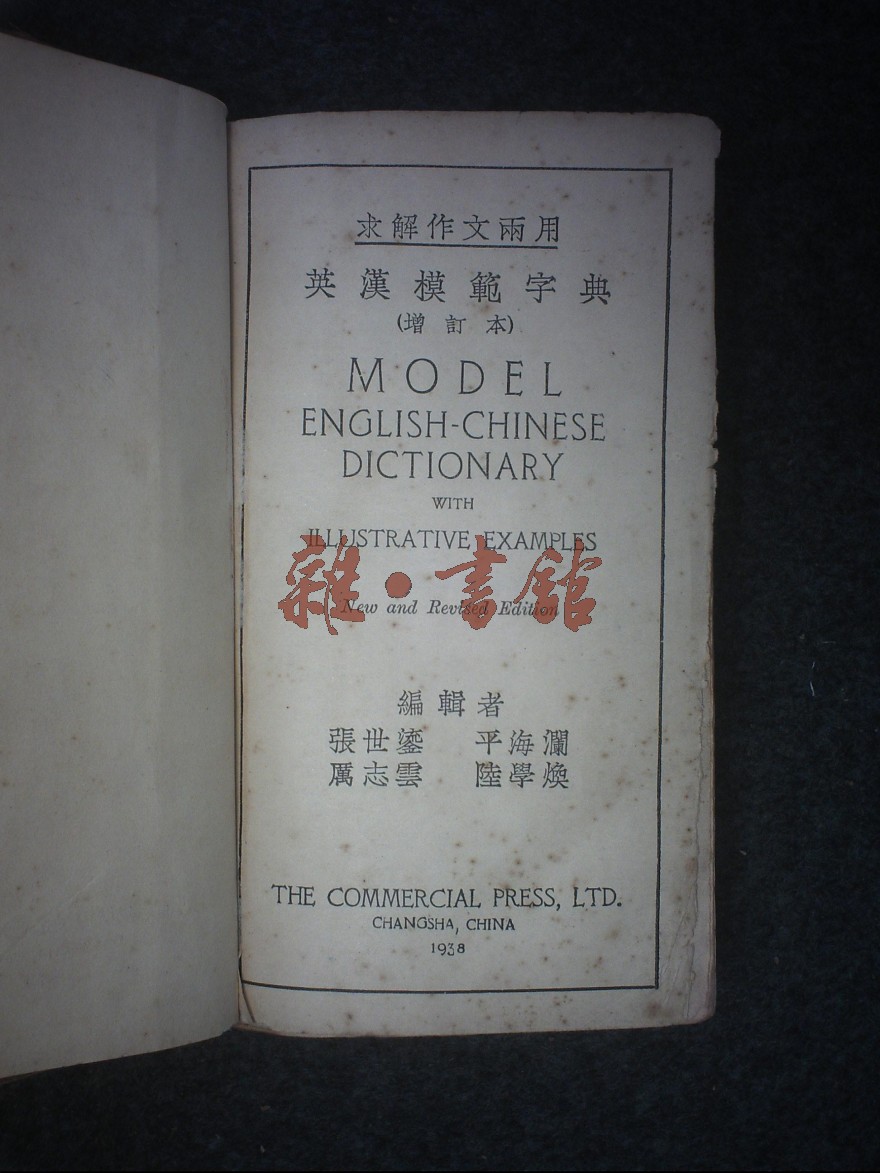 求解作文兩用
英漢模範字典
(增訂本)
MODEL
ENGLISH-CHINESE
DICTIONARY
WITH
ILLUSTRATIVE EXAMPLES
雜·書館
New and Revised Edition
編輯者
張世鎏 平海瀾
厲志雲 陸學煥
THE COMMERCIAL PRESS, LTD.
CHANGSHA, CHINA
1938